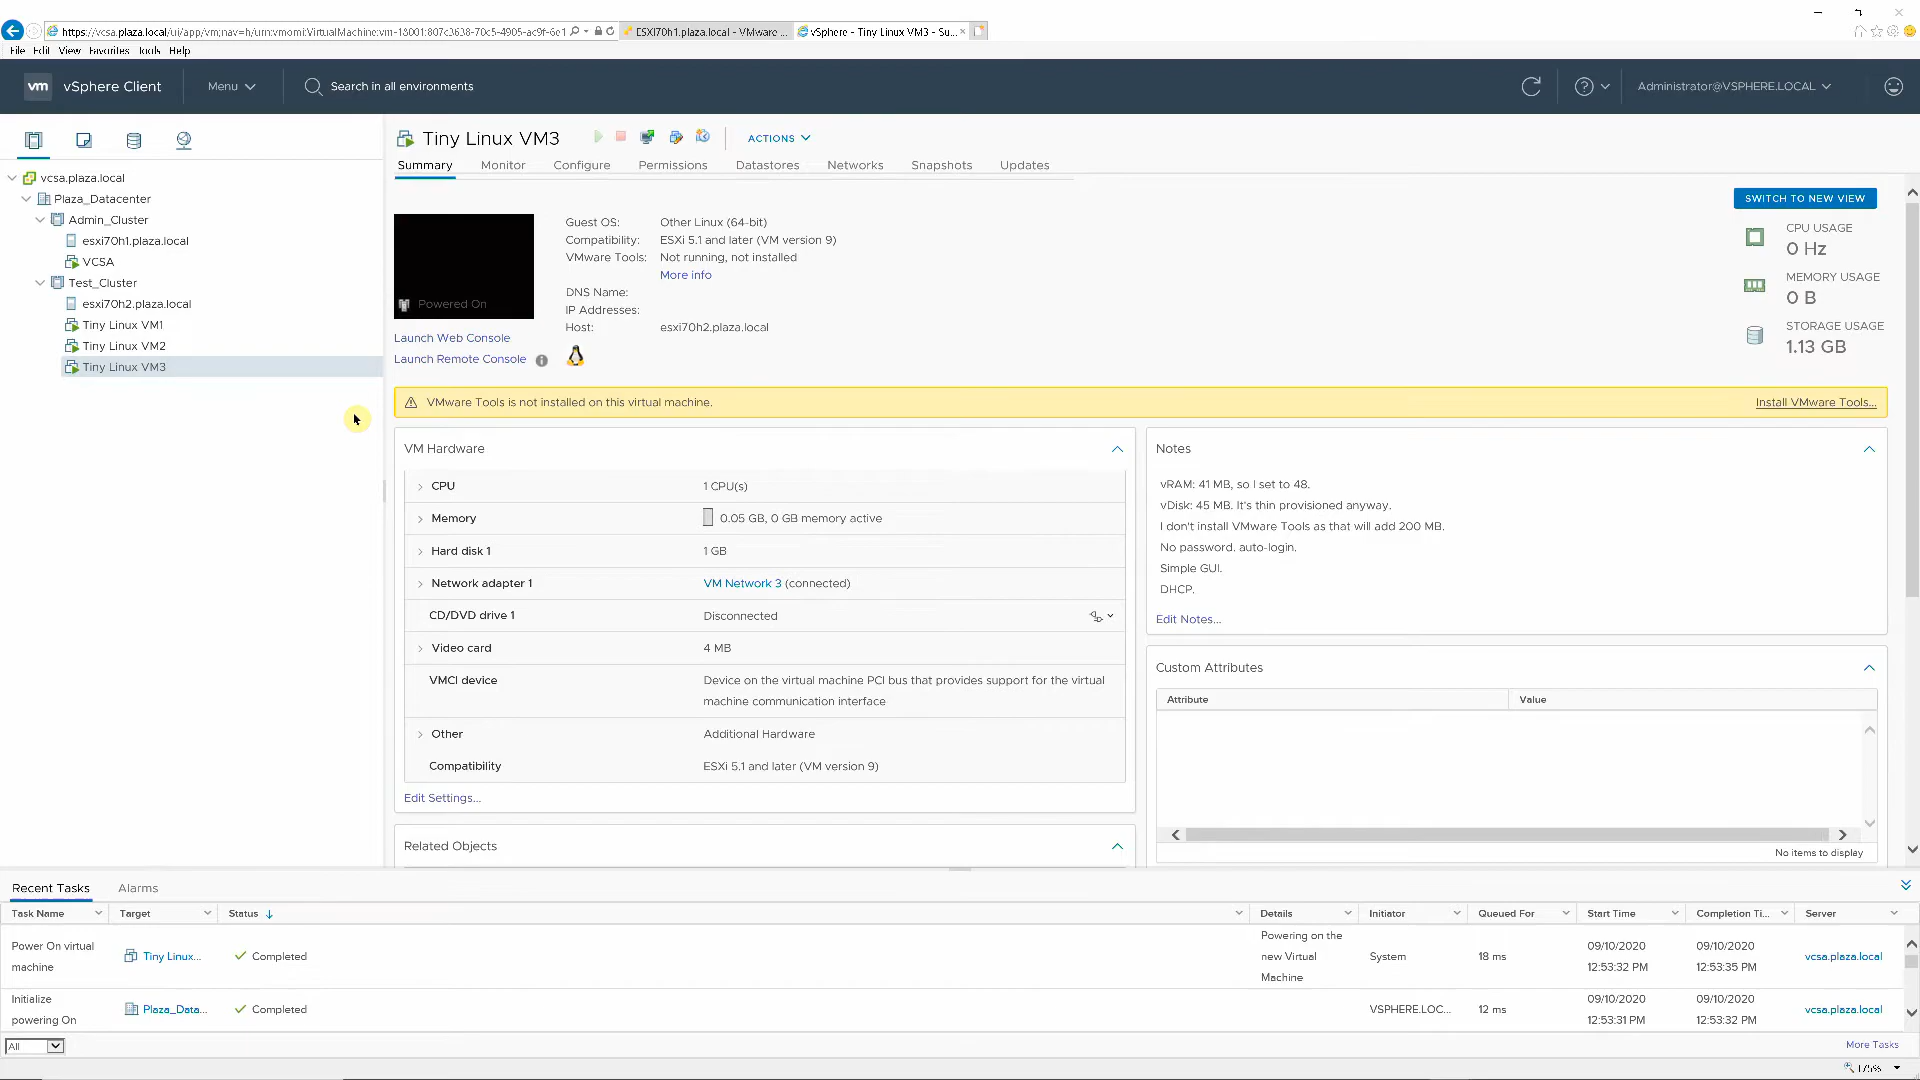 https://vcsa.plaza.local/ui/app/vm;nav=h/urn:vmomi:VirtualMachine:vm-18001:807c3638-70c5-4905-ac9f-6e1
ESXI70h1.plaza.local - VMware ...
vSphere - Tiny Linux VM3 - Su...
File Edit View Favorites Tools Help
vm vSphere Client Menu Search in all environments Administrator@VSPHERE.LOCAL
Tiny Linux VM3 ACTIONS
Summary Monitor Configure Permissions Datastores Networks Snapshots Updates
vcsa.plaza.local
Plaza_Datacenter
Admin_Cluster
esxi70h1.plaza.local
VCSA
Test_Cluster
esxi70h2.plaza.local
Tiny Linux VM1
Tiny Linux VM2
Tiny Linux VM3
Powered On
Launch Web Console
Launch Remote Console
Guest OS: Other Linux (64-bit)
Compatibility: ESXi 5.1 and later (VM version 9)
VMware Tools: Not running, not installed
More info
DNS Name:
IP Addresses:
Host: esxi70h2.plaza.local
SWITCH TO NEW VIEW
CPU USAGE
0 Hz
MEMORY USAGE
0 B
STORAGE USAGE
1.13 GB
VMware Tools is not installed on this virtual machine. Install VMware Tools...
VM Hardware
CPU 1 CPU(s)
Memory 0.05 GB, 0 GB memory active
Hard disk 1 1 GB
Network adapter 1 VM Network 3 (connected)
CD/DVD drive 1 Disconnected
Video card 4 MB
VMCI device Device on the virtual machine PCI bus that provides support for the virtual
machine communication interface
Other Additional Hardware
Compatibility ESXi 5.1 and later (VM version 9)
Edit Settings...
Related Objects
Notes
vRAM: 41 MB, so I set to 48.
vDisk: 45 MB. It's thin provisioned anyway.
I don't install VMware Tools as that will add 200 MB.
No password. auto-login.
Simple GUI.
DHCP.
Edit Notes...
Custom Attributes
Attribute Value
No items to display
Recent Tasks Alarms
Task Name Target Status Details Initiator Queued For Start Time Completion Ti... Server
Power On virtual
machine
Tiny Linux...
Completed
Powering on the
new Virtual
Machine
System
18 ms
09/10/2020
12:53:32 PM
09/10/2020
12:53:35 PM
vcsa.plaza.local
Initialize
powering On
Plaza_Data...
Completed
VSPHERE.LOC...
12 ms
09/10/2020
12:53:31 PM
09/10/2020
12:53:32 PM
vcsa.plaza.local
All
More Tasks
175%